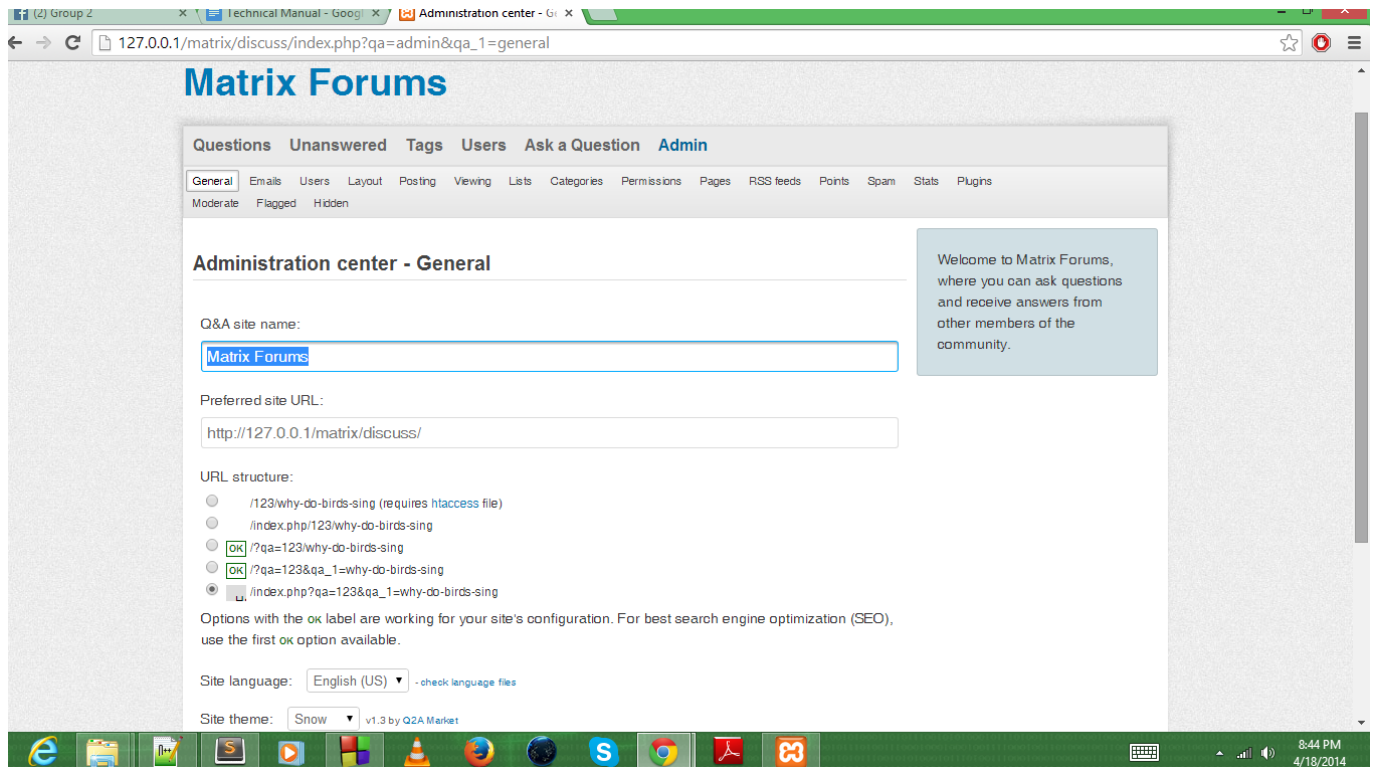 (2) Group 2
Technical Manual - Goog
Administration center - G
127.0.0.1/matrix/discuss/index.php?qa=admin&qa_1=general
Matrix Forums
Questions Unanswered Tags Users Ask a Question Admin
General Emails Users Layout Posting Viewing Lists Categories Permissions Pages RSS feeds Points Spam Stats Plugins
Moderate Flagged Hidden
Administration center - General
Welcome to Matrix Forums,
where you can ask questions
and receive answers from
other members of the
community.
Q&A site name:
Matrix Forums
Preferred site URL:
http://127.0.0.1/matrix/discuss/
URL structure:
/123/why-do-birds-sing (requires htaccess file)
/index.php/123/why-do-birds-sing
OK /?qa=123/why-do-birds-sing
OK /?qa=123&qa_1=why-do-birds-sing
/index.php?qa=123&qa_1=why-do-birds-sing
Options with the OK label are working for your site's configuration. For best search engine optimization (SEO),
use the first OK option available.
Site language: English (US) - check language files
Site theme: Snow v1.3 by Q2A Market
8:44 PM
4/18/2014